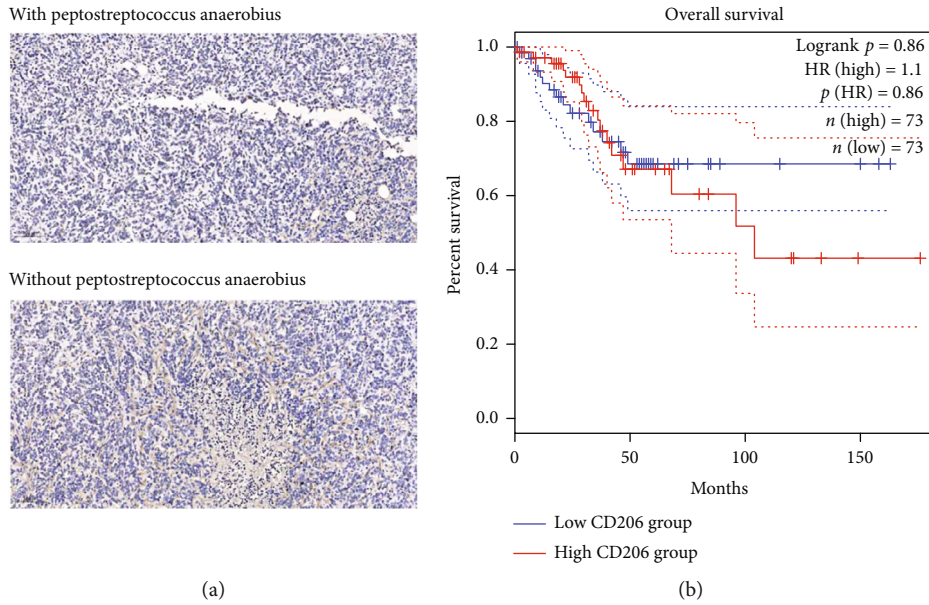 With peptostreptococcus anaerobius
Without peptostreptococcus anaerobius
(a)
Overall survival
Logrank p = 0.86
HR (high) = 1.1
p (HR) = 0.86
n (high) = 73
n (low) = 73
Percent survival
1.0
0.8
0.6
0.4
0.2
0.0
0 50 100 150
Months
Low CD206 group
High CD206 group
(b)